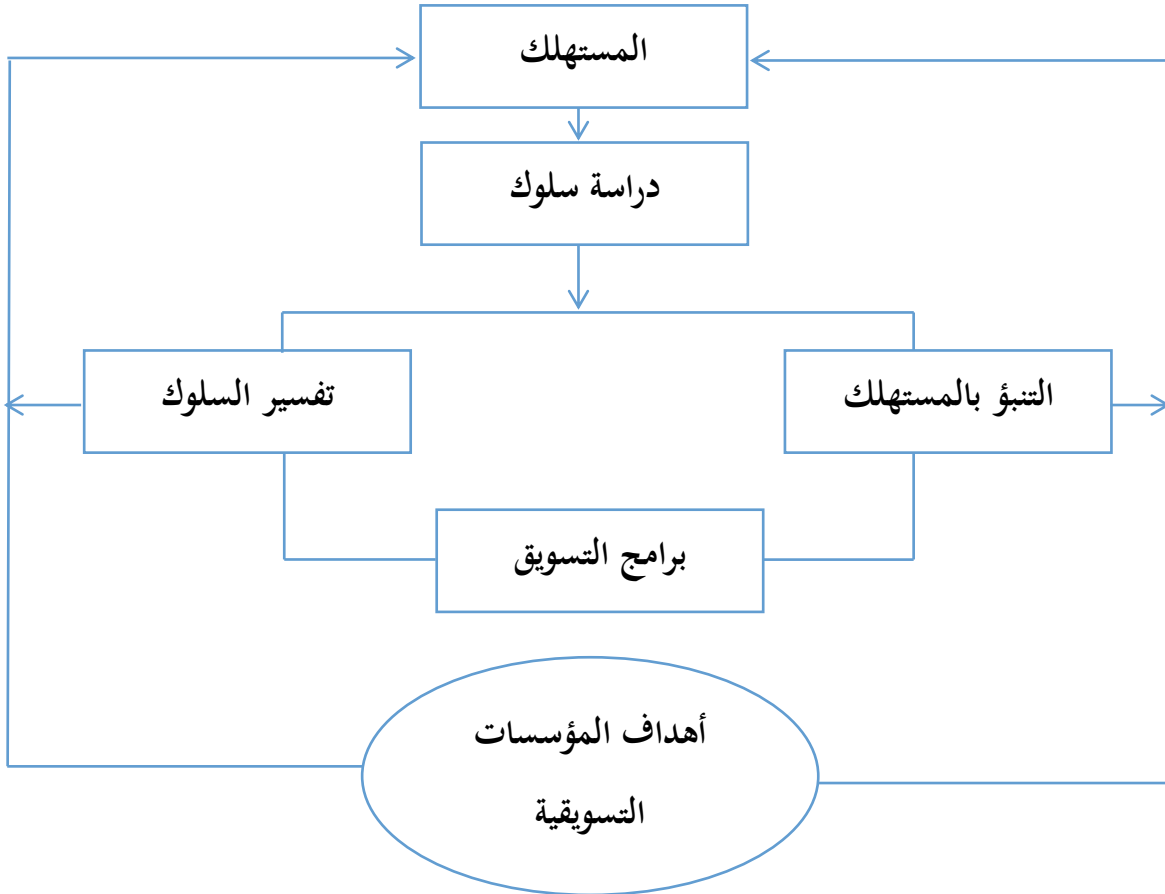 المستهلك
دراسة سلوك
التنبؤ بالمستهلك
تفسير السلوك
برامج التسويق
أهداف المؤسسات
التسويقية